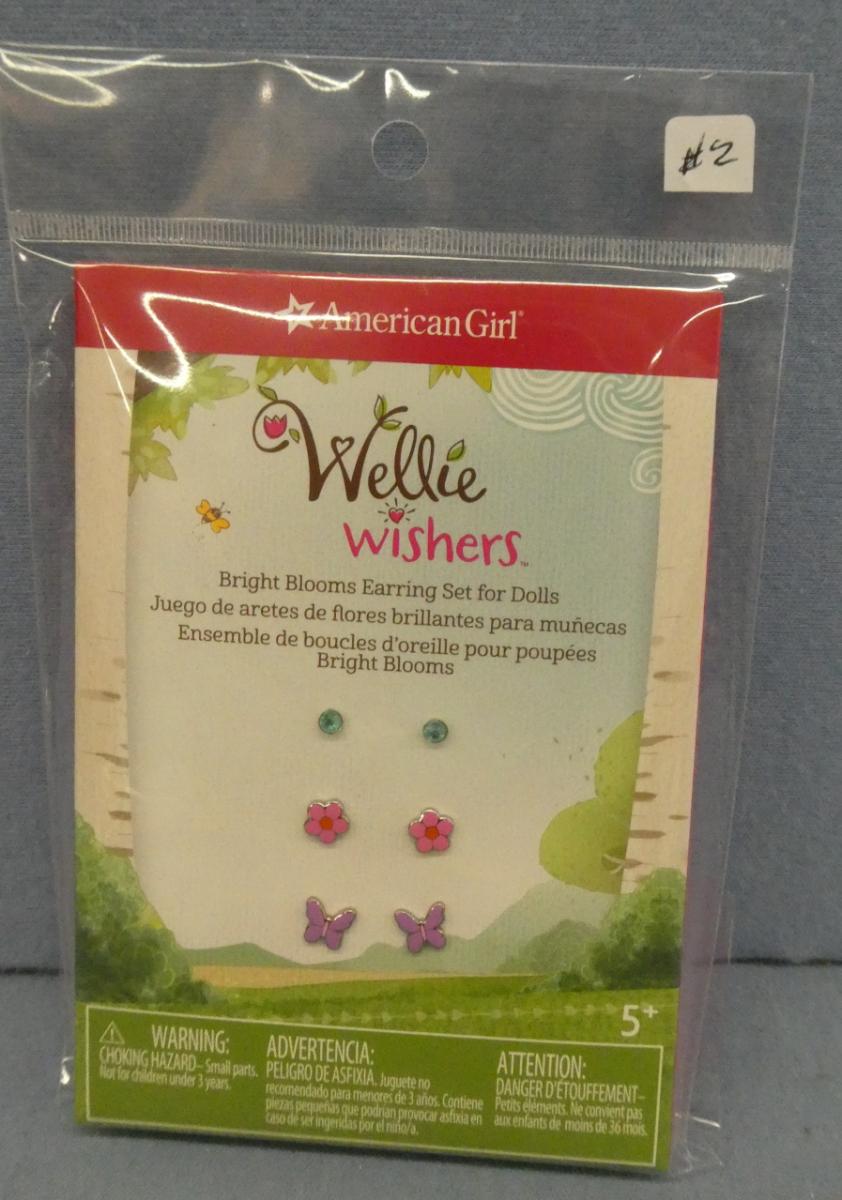 #2
American Girl®
Wellie
wishers™
Bright Blooms Earring Set for Dolls
Juego de aretes de flores brillantes para muñecas
Ensemble de boucles d'oreille pour poupées
Bright Blooms
5+
WARNING:
CHOKING HAZARD– Small parts.
Not for children under 3 years.
ADVERTENCIA:
PELIGRO DE ASFIXIA. Juguete no
recomendado para menores de 3 años. Contiene
piezas pequeñas que podrían provocar asfixia en
caso de ser ingeridas por el niño/a.
ATTENTION:
DANGER D'ÉTOUFFEMENT–
Petits éléments. Ne convient pas
aux enfants de moins de 36 mois.